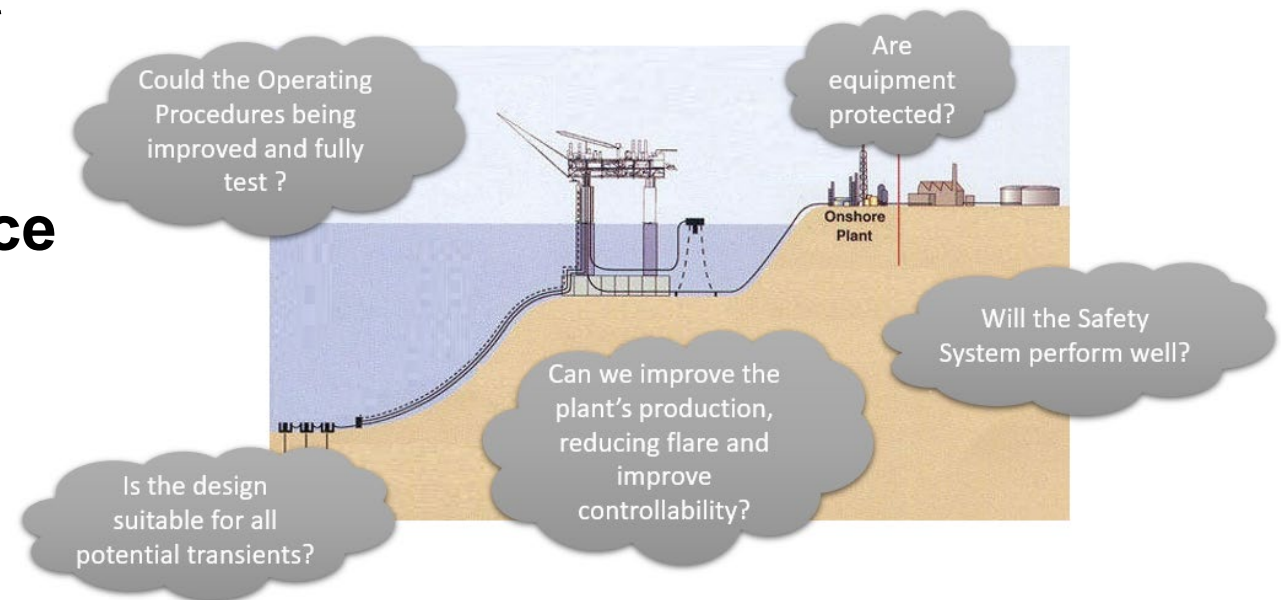 Could the Operating
Procedures being
improved and fully
test ?
Are
equipment
protected?
ce
Onshore
Plant
Will the Safety
System perform well?
Can we improve the
plant's production,
reducing flare and
improve
controllability?
Is the design
suitable for all
potential transients?